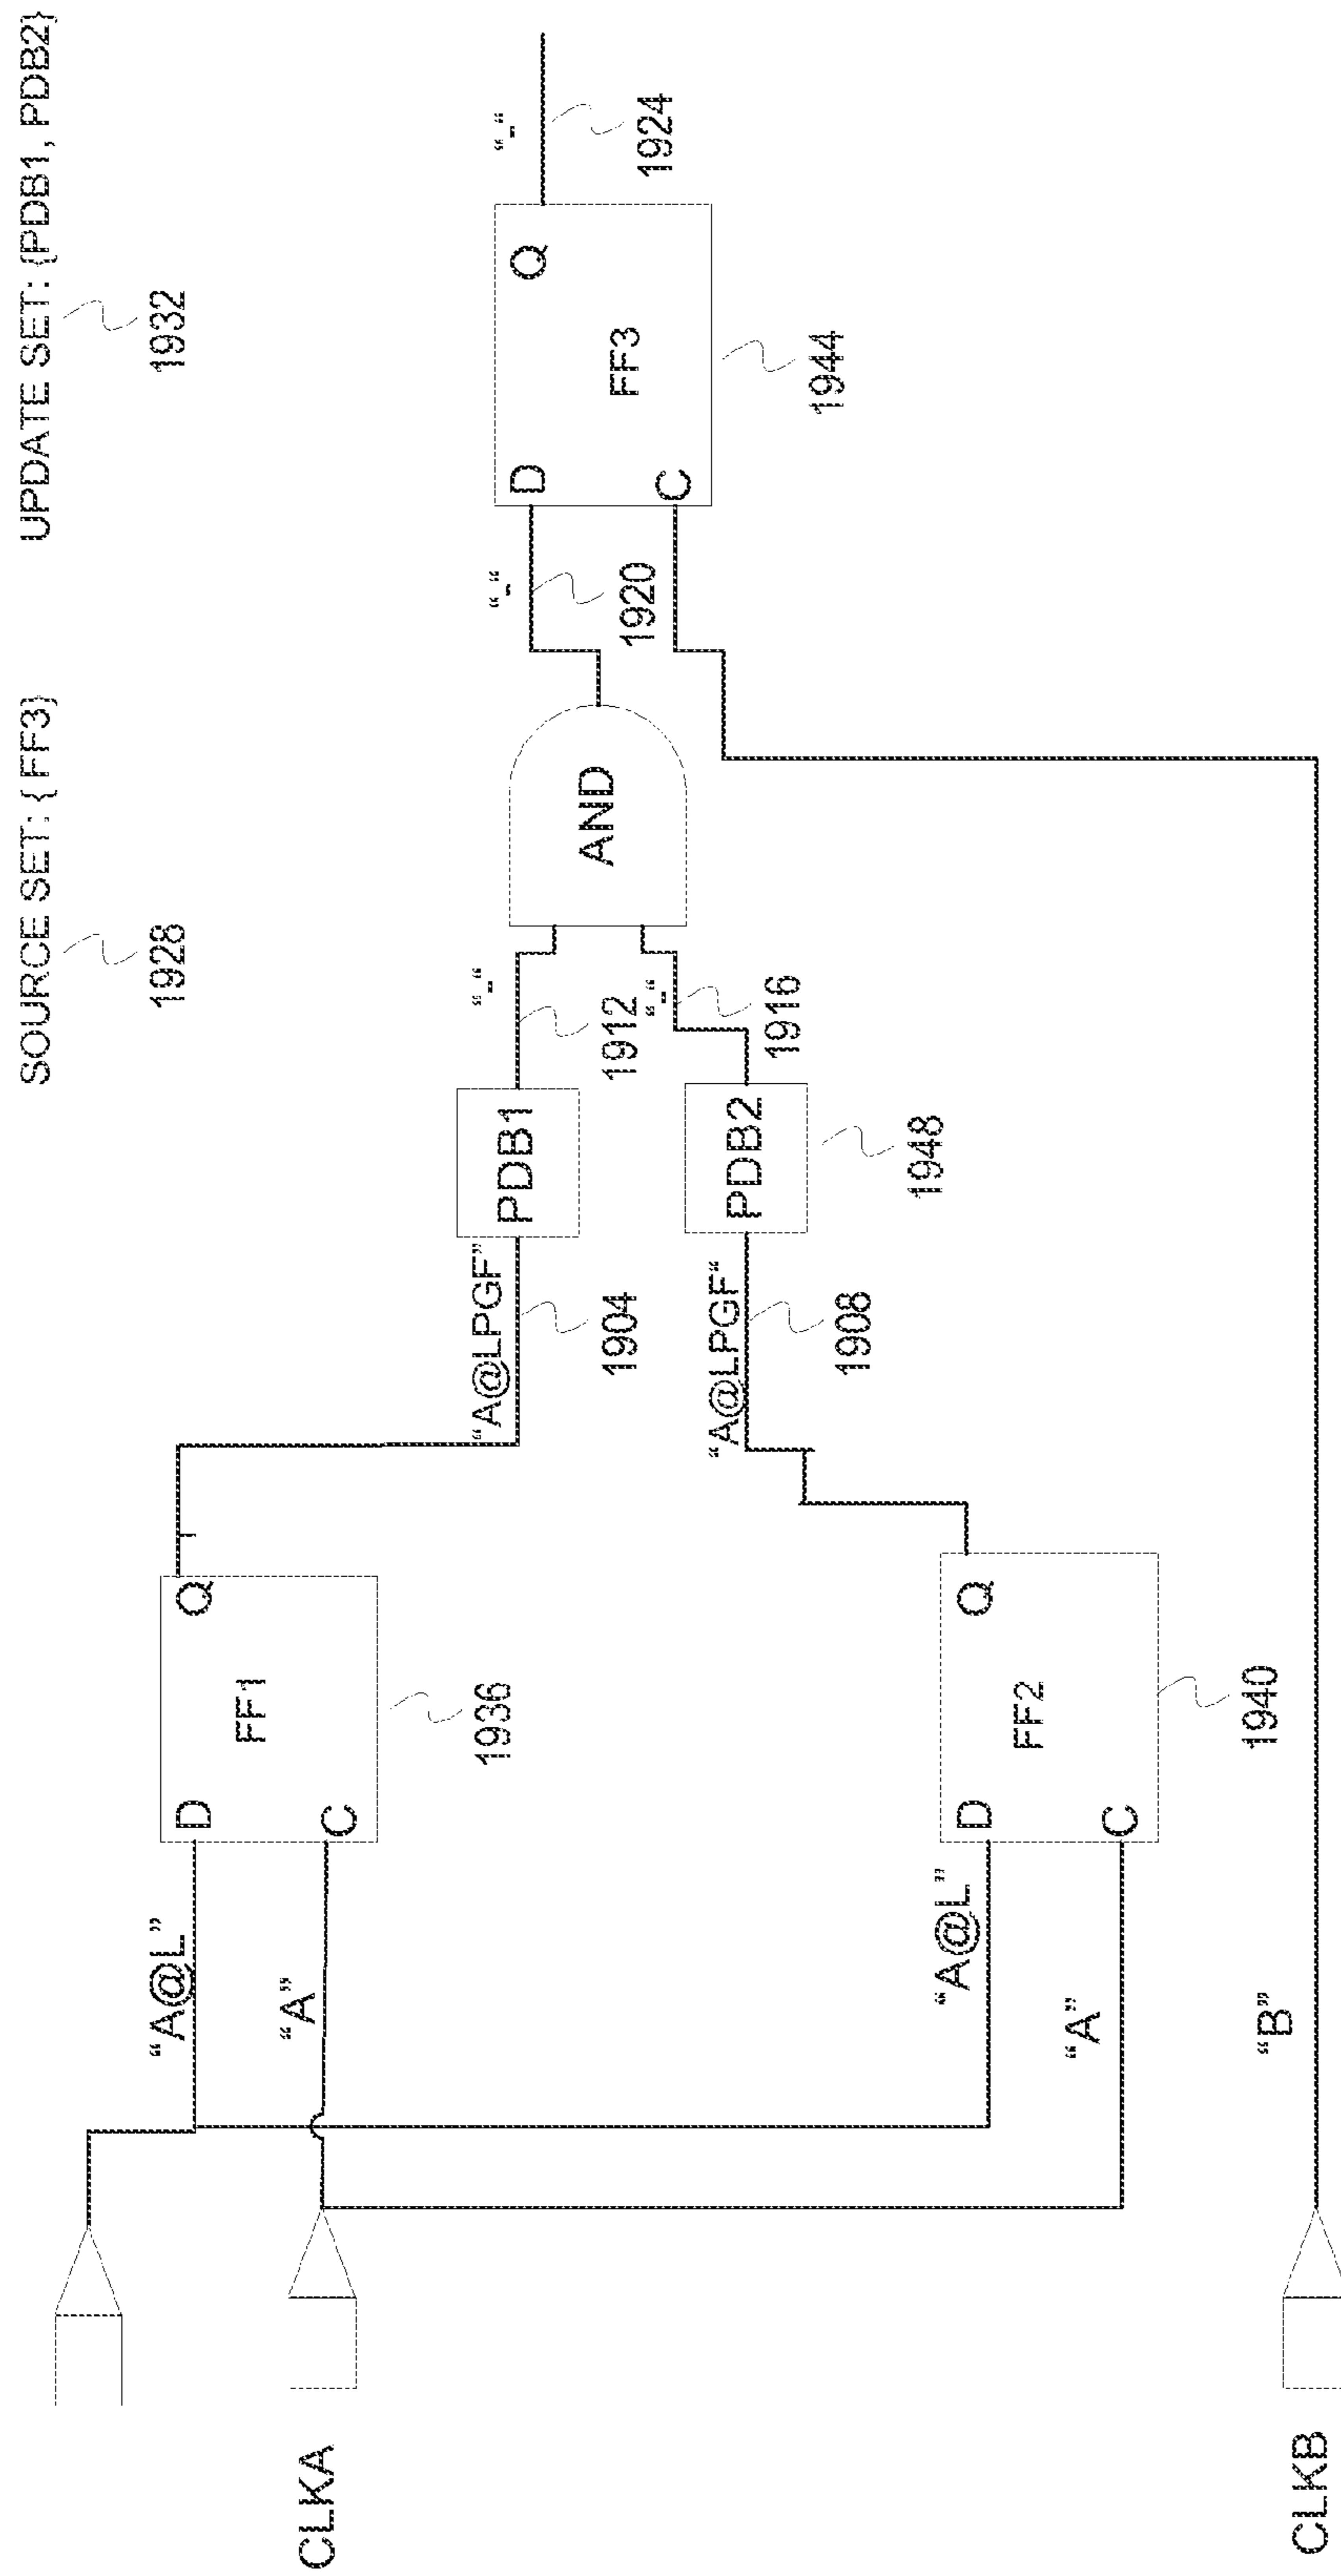 SOURCE SET: { FF3}
1928
UPDATE SET: {PDB1, PDB2}
1932
"A@L"
D
Q
FF1
"A"
C
1936
"A@LPGF"
PDB1
"-"
1904
1912
"A@LPGF"
PDB2
"-"
1908
1916
1948
AND
"-"
1920
D
Q
FF3
C
1944
"-"
1924
CLKA
"A@L"
D
Q
FF2
"A"
C
1940
"B"
CLKB